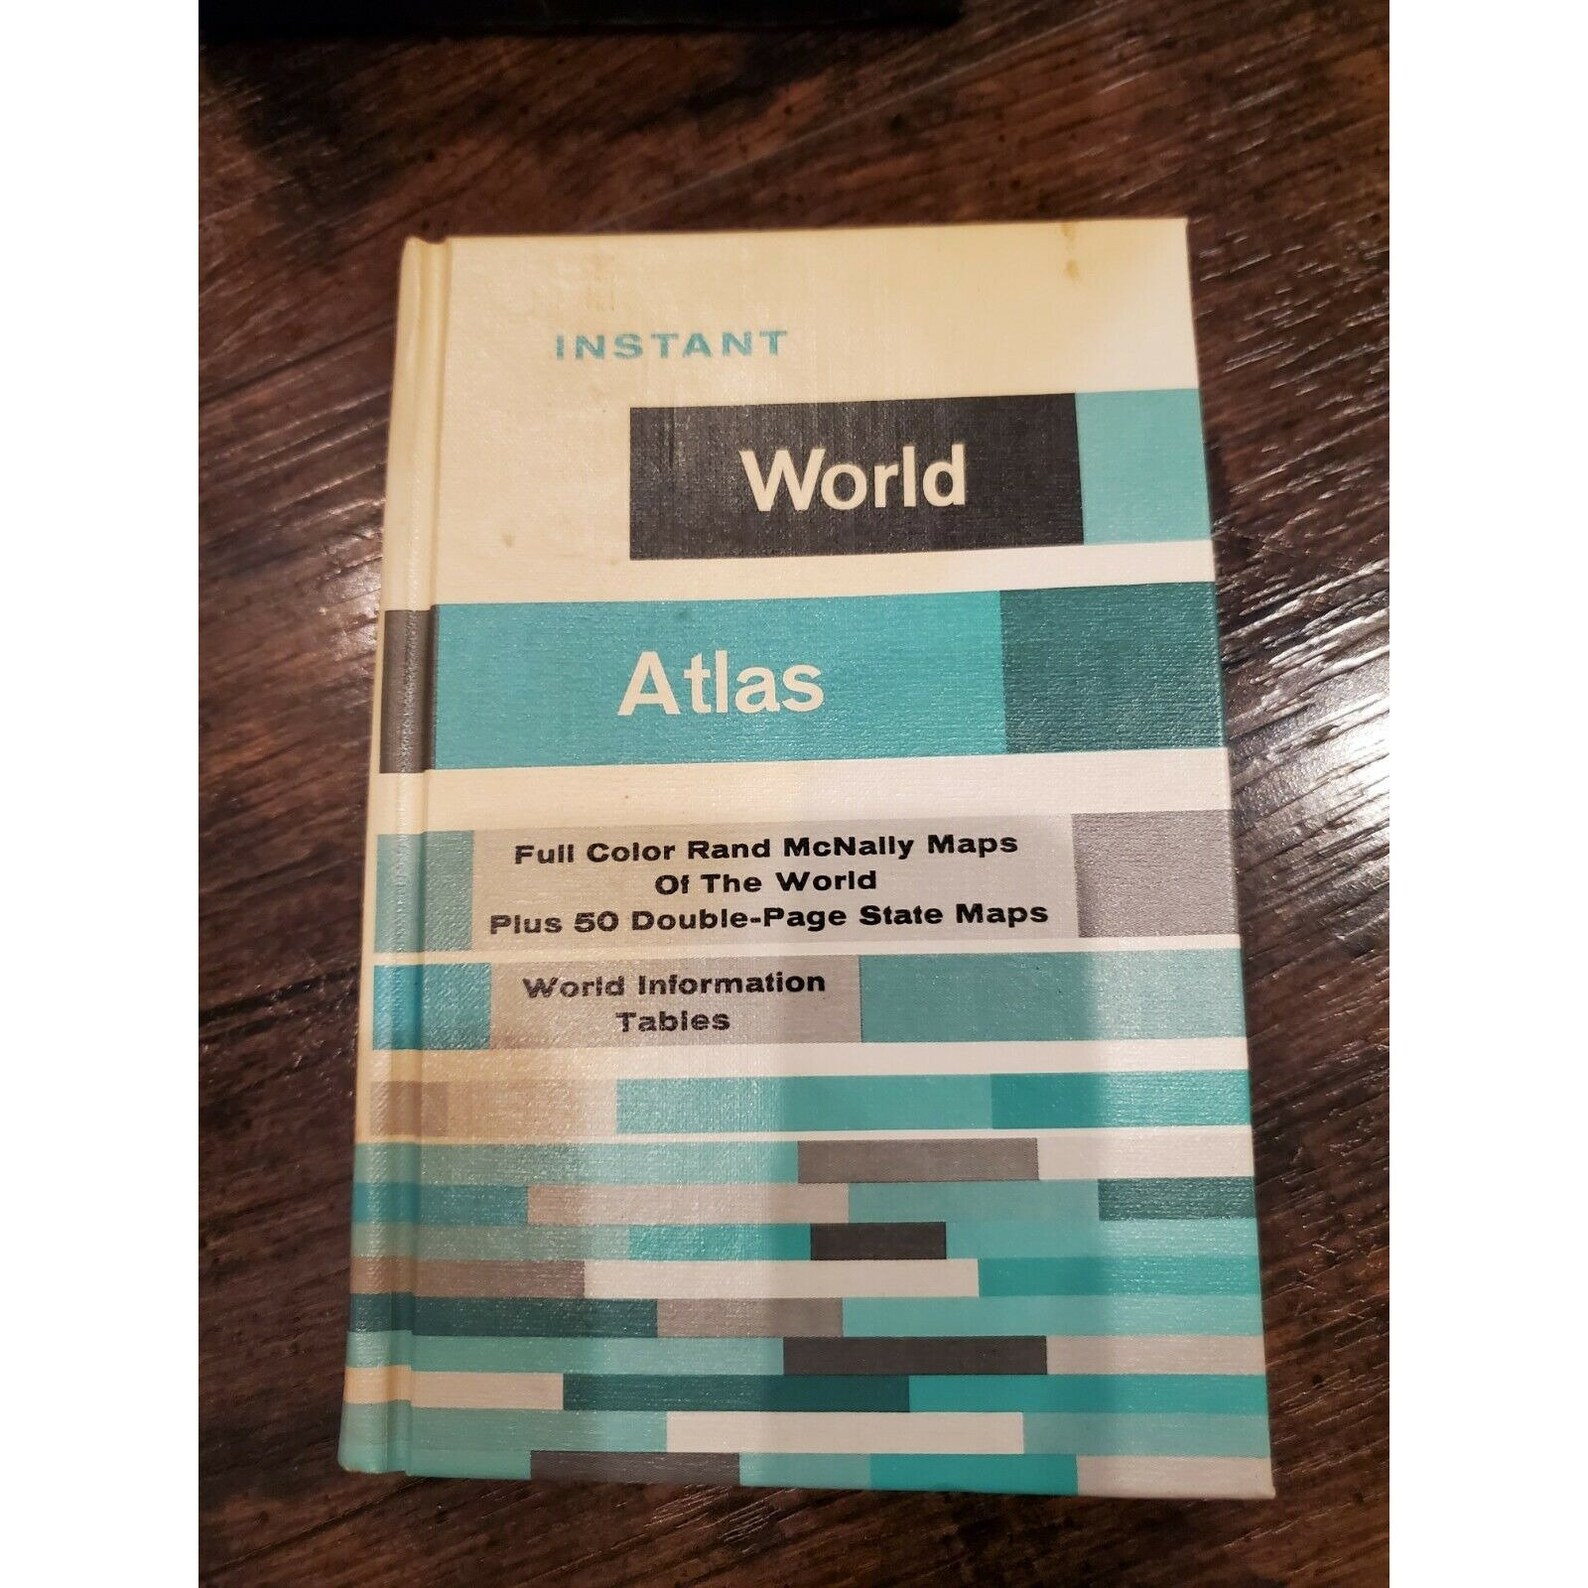 INSTANT
World
Atlas
Full Color Rand McNally Maps
Of The World
Plus 50 Double-Page State Maps
World Information
Tables